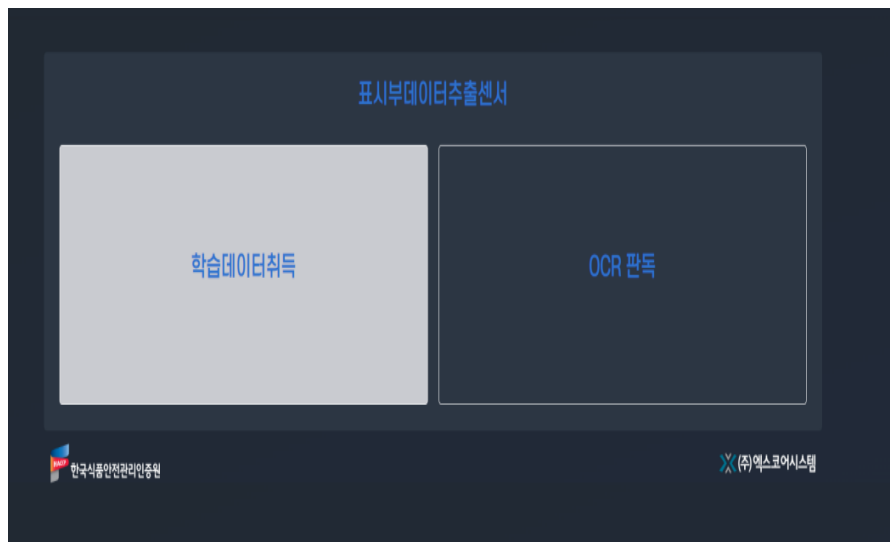 표시부데이터추출센서
학습데이터취득
OCR 판독
HACCP
한국식품안전관리인증원
(주)엑스코어시스템